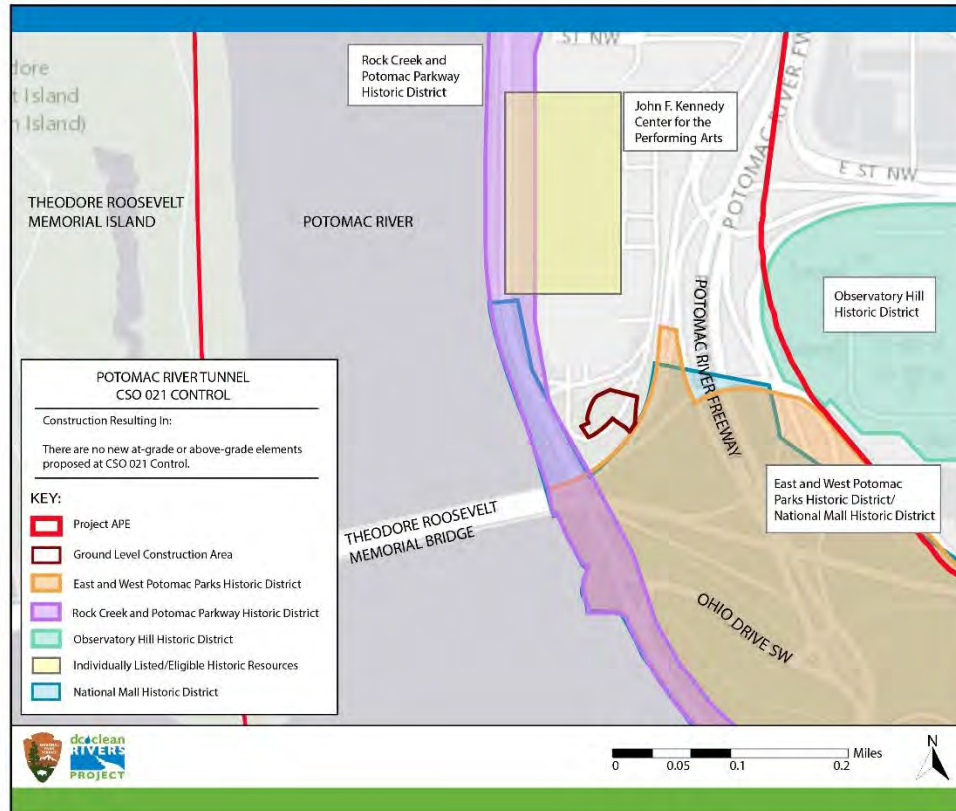 dore
t Island
n Island)
THEODORE ROOSEVELT
MEMORIAL ISLAND
POTOMAC RIVER
Rock Creek and
Potomac Parkway
Historic District
ST NW
John F. Kennedy
Center for the
Performing Arts
POTOMAC RIVER FW
E ST NW
Observatory Hill
Historic District
POTOMAC RIVER FREEWAY
East and West Potomac
Parks Historic District/
National Mall Historic District
THEODORE ROOSEVELT
MEMORIAL BRIDGE
OHIO DRIVE SW
POTOMAC RIVER TUNNEL
CSO 021 CONTROL
Construction Resulting In:
There are no new at-grade or above-grade elements
proposed at CSO 021 Control.
KEY:
Project APE
Ground Level Construction Area
East and West Potomac Parks Historic District
Rock Creek and Potomac Parkway Historic District
Observatory Hill Historic District
Individually Listed/Eligible Historic Resources
National Mall Historic District
dc clean
RIVERS
PROJECT
Miles
0 0.05 0.1 0.2
N